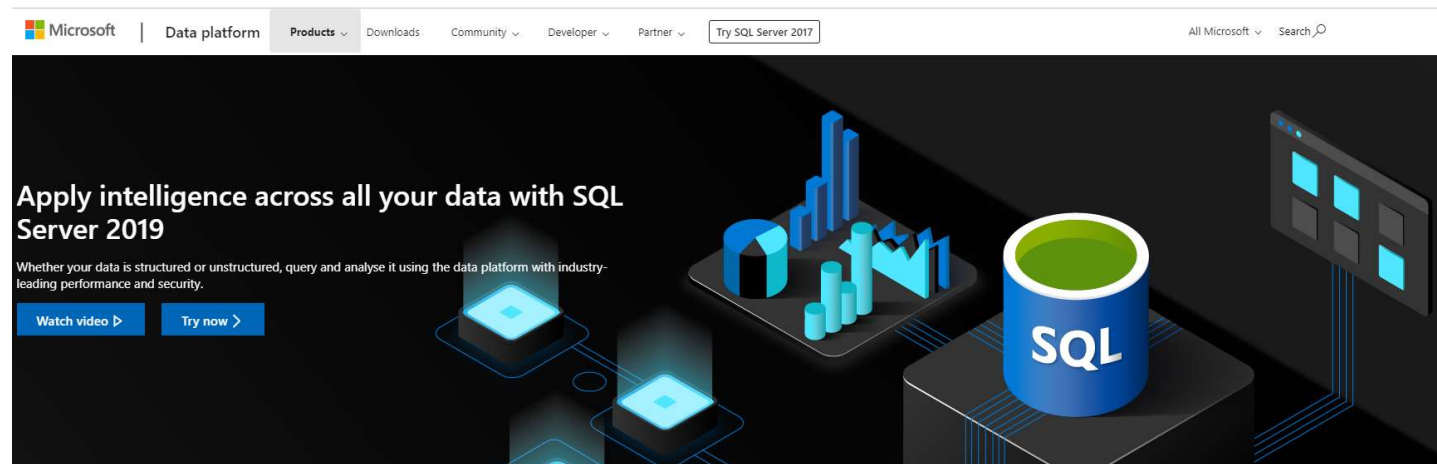 Microsoft | Data platform Products Downloads Community Developer Partner Try SQL Server 2017 All Microsoft Search
Apply intelligence across all your data with SQL
Server 2019
Whether your data is structured or unstructured, query and analyse it using the data platform with industry-
leading performance and security.
Watch video Try now
SQL